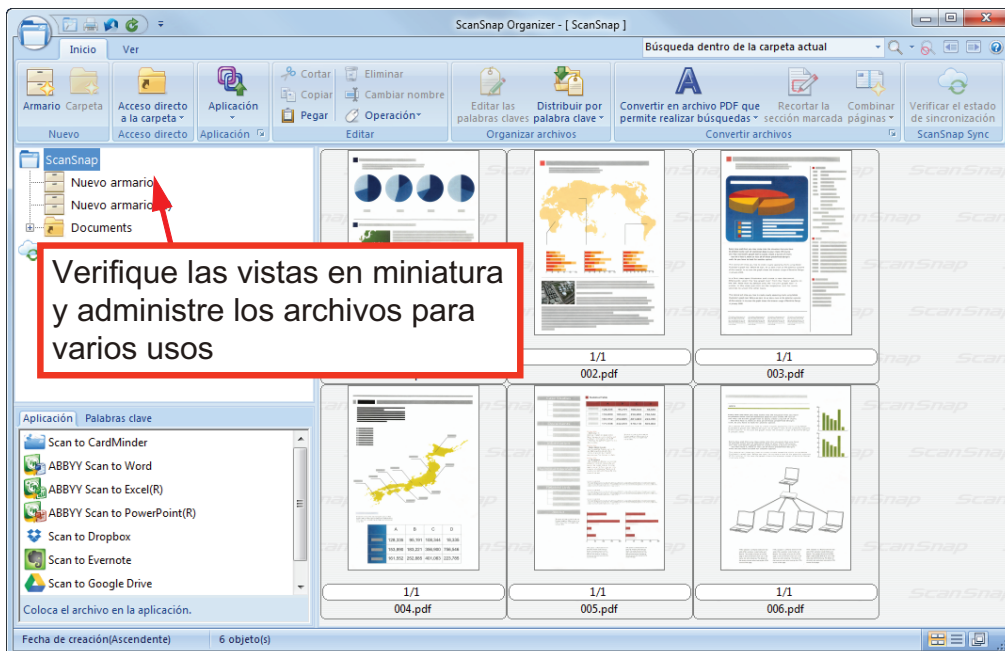 ScanSnap Organizer - [ ScanSnap ]
Inicio Ver
Búsqueda dentro de la carpeta actual
Armario Carpeta
Nuevo
Acceso directo
a la carpeta
Acceso directo
Aplicación
Aplicación
Cortar
Copiar
Pegar
Eliminar
Cambiar nombre
Operación
Editar
Editar las
palabras claves
Distribuir por
palabra clave
Organizar archivos
Convertir en archivo PDF que
permite realizar búsquedas
Recortar la
sección marcada
Combinar
páginas
Convertir archivos
Verificar el estado
de sincronización
ScanSnap Sync
ScanSnap
Nuevo armario
Nuevo armario
Documents
Verifique las vistas en miniatura
y administre los archivos para
varios usos
1/1
002.pdf
1/1
003.pdf
Aplicación Palabras clave
Scan to CardMinder
ABBYY Scan to Word
ABBYY Scan to Excel(R)
ABBYY Scan to PowerPoint(R)
Scan to Dropbox
Scan to Evernote
Scan to Google Drive
Coloca el archivo en la aplicación.
1/1
004.pdf
1/1
005.pdf
1/1
006.pdf
Fecha de creación(Ascendente) 6 objeto(s)